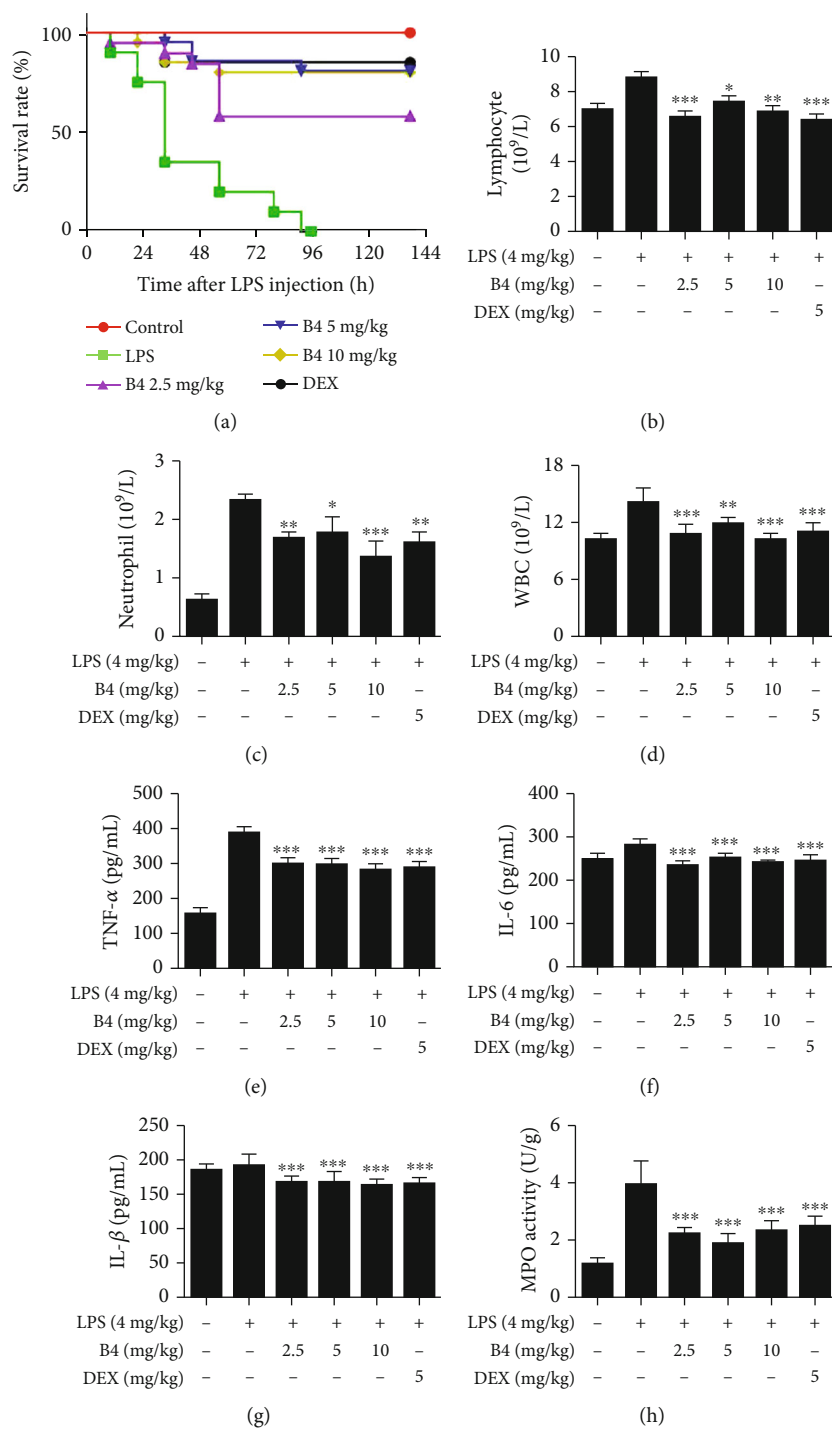 100
50
0
Survival rate (%)
0 24 48 72 96 120 144
Time after LPS injection (h)
Control
LPS
B4 2.5 mg/kg
B4 5 mg/kg
B4 10 mg/kg
DEX
(a)
10
8
6
4
2
0
Lymphocyte
(10⁹/L)
* ** *** ***
LPS (4 mg/kg) – + + + + +
B4 (mg/kg) – – 2.5 5 10 –
DEX (mg/kg) – – – – – 5
(b)
3
2
1
0
Neutrophil (10⁹/L)
** * *** **
LPS (4 mg/kg) – + + + + +
B4 (mg/kg) – – 2.5 5 10 –
DEX (mg/kg) – – – – – 5
(c)
18
12
6
0
WBC (10⁹/L)
*** ** *** ***
LPS (4 mg/kg) – + + + + +
B4 (mg/kg) – – 2.5 5 10 –
DEX (mg/kg) – – – – – 5
(d)
500
400
300
200
100
0
TNF-α (pg/mL)
*** *** *** ***
LPS (4 mg/kg) – + + + + +
B4 (mg/kg) – – 2.5 5 10 –
DEX (mg/kg) – – – – – 5
(e)
400
300
200
100
0
IL-6 (pg/mL)
*** *** *** ***
LPS (4 mg/kg) – + + + + +
B4 (mg/kg) – – 2.5 5 10 –
DEX (mg/kg) – – – – – 5
(f)
250
200
150
100
50
0
IL-β (pg/mL)
*** *** *** ***
LPS (4 mg/kg) – + + + + +
B4 (mg/kg) – – 2.5 5 10 –
DEX (mg/kg) – – – – – 5
(g)
6
4
2
0
MPO activity (U/g)
*** *** *** ***
LPS (4 mg/kg) – + + + + +
B4 (mg/kg) – – 2.5 5 10 –
DEX (mg/kg) – – – – – 5
(h)